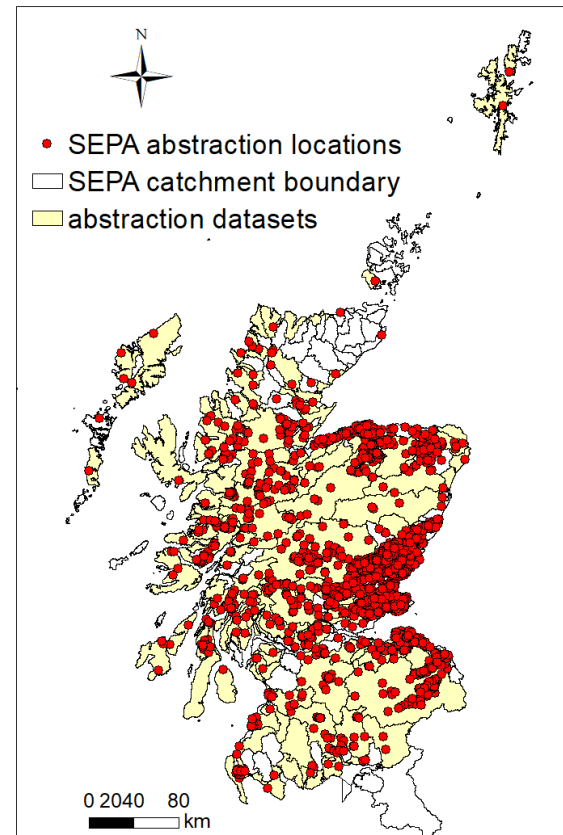 N
SEPA abstraction locations
SEPA catchment boundary
abstraction datasets
0 2040 80
km